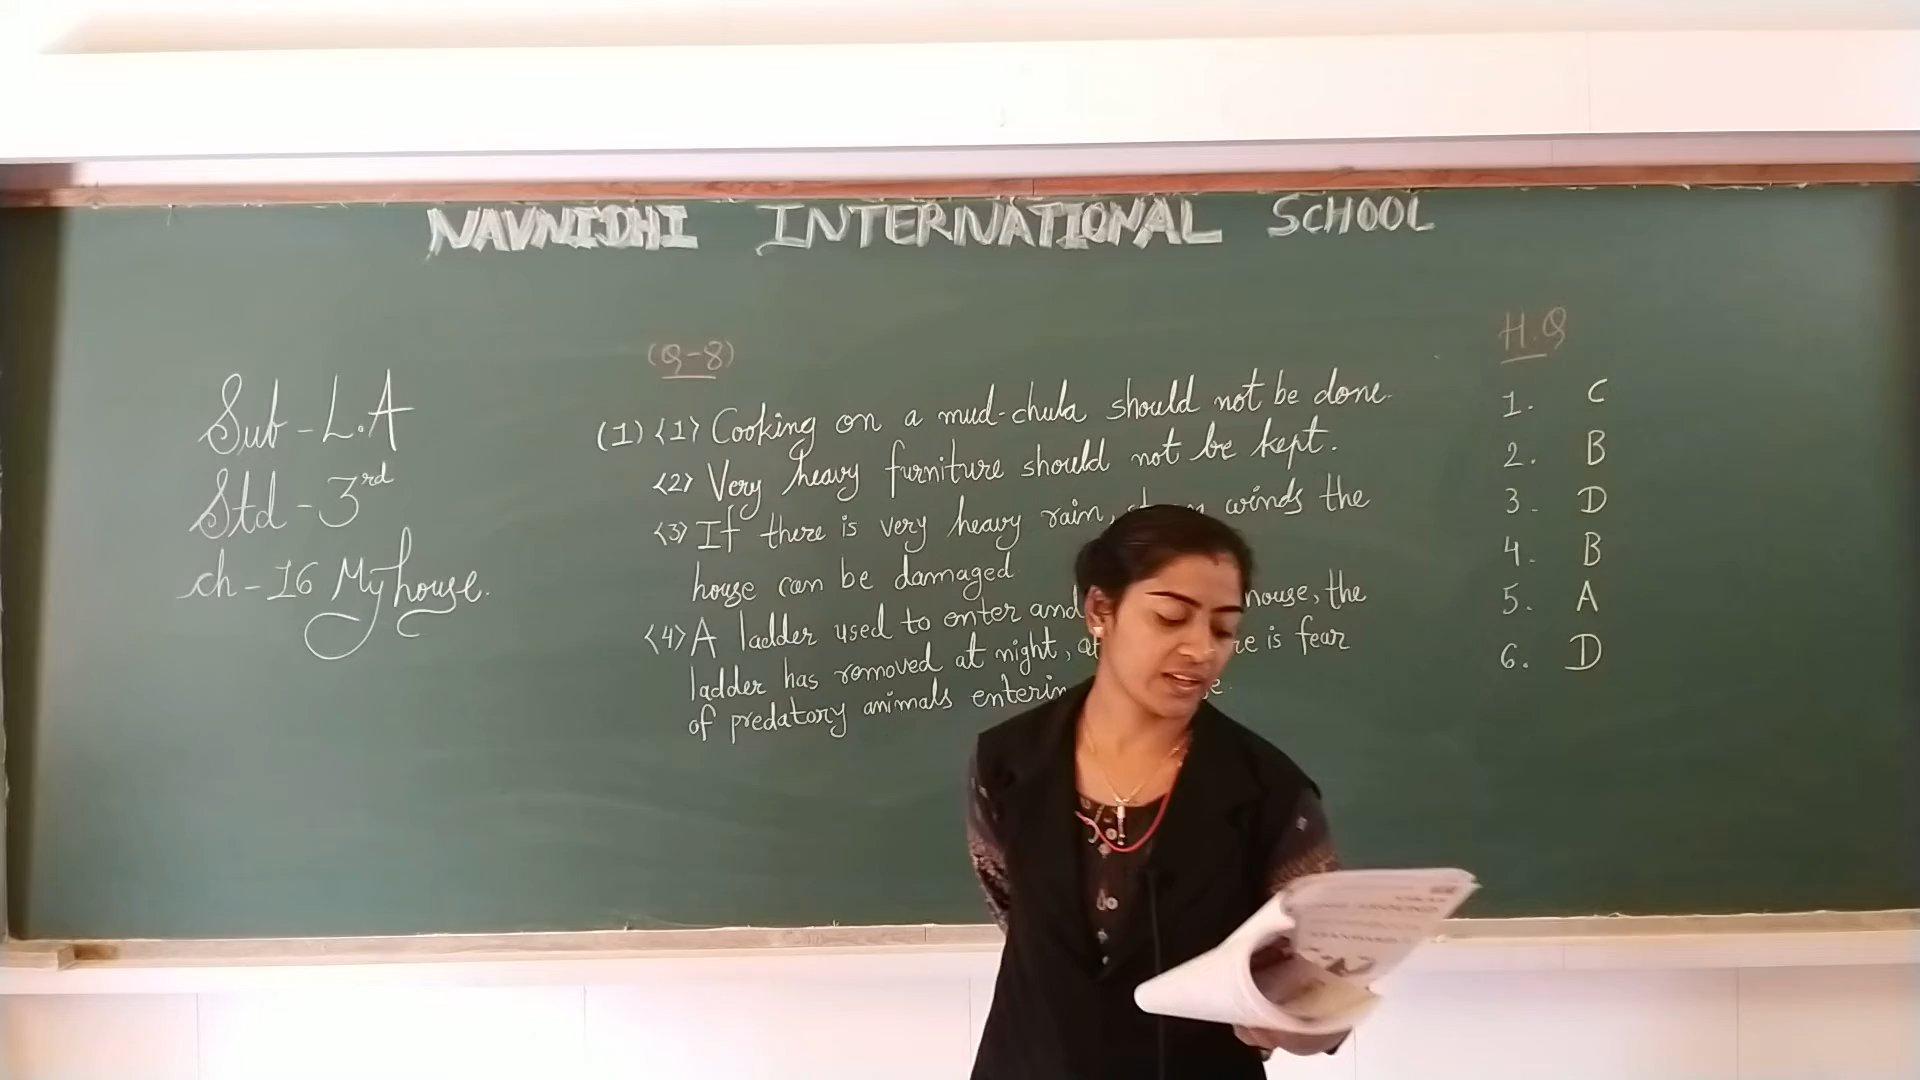 NAVNIDHI INTERNATIONAL SCHOOL
Sub - L.A
Std - 3rd
ch - 16 My house.
(Q-8)
(1) <1> Cooking on a mud-chula should not be done.
<2> Very heavy furniture should not be kept.
<3> If there is very heavy rain, winds the
house can be damaged
<4> A ladder used to enter and house, the
ladder has removed at night, is fear
of predatory animals
H.Q
1. C
2. B
3. D
4. B
5. A
6. D